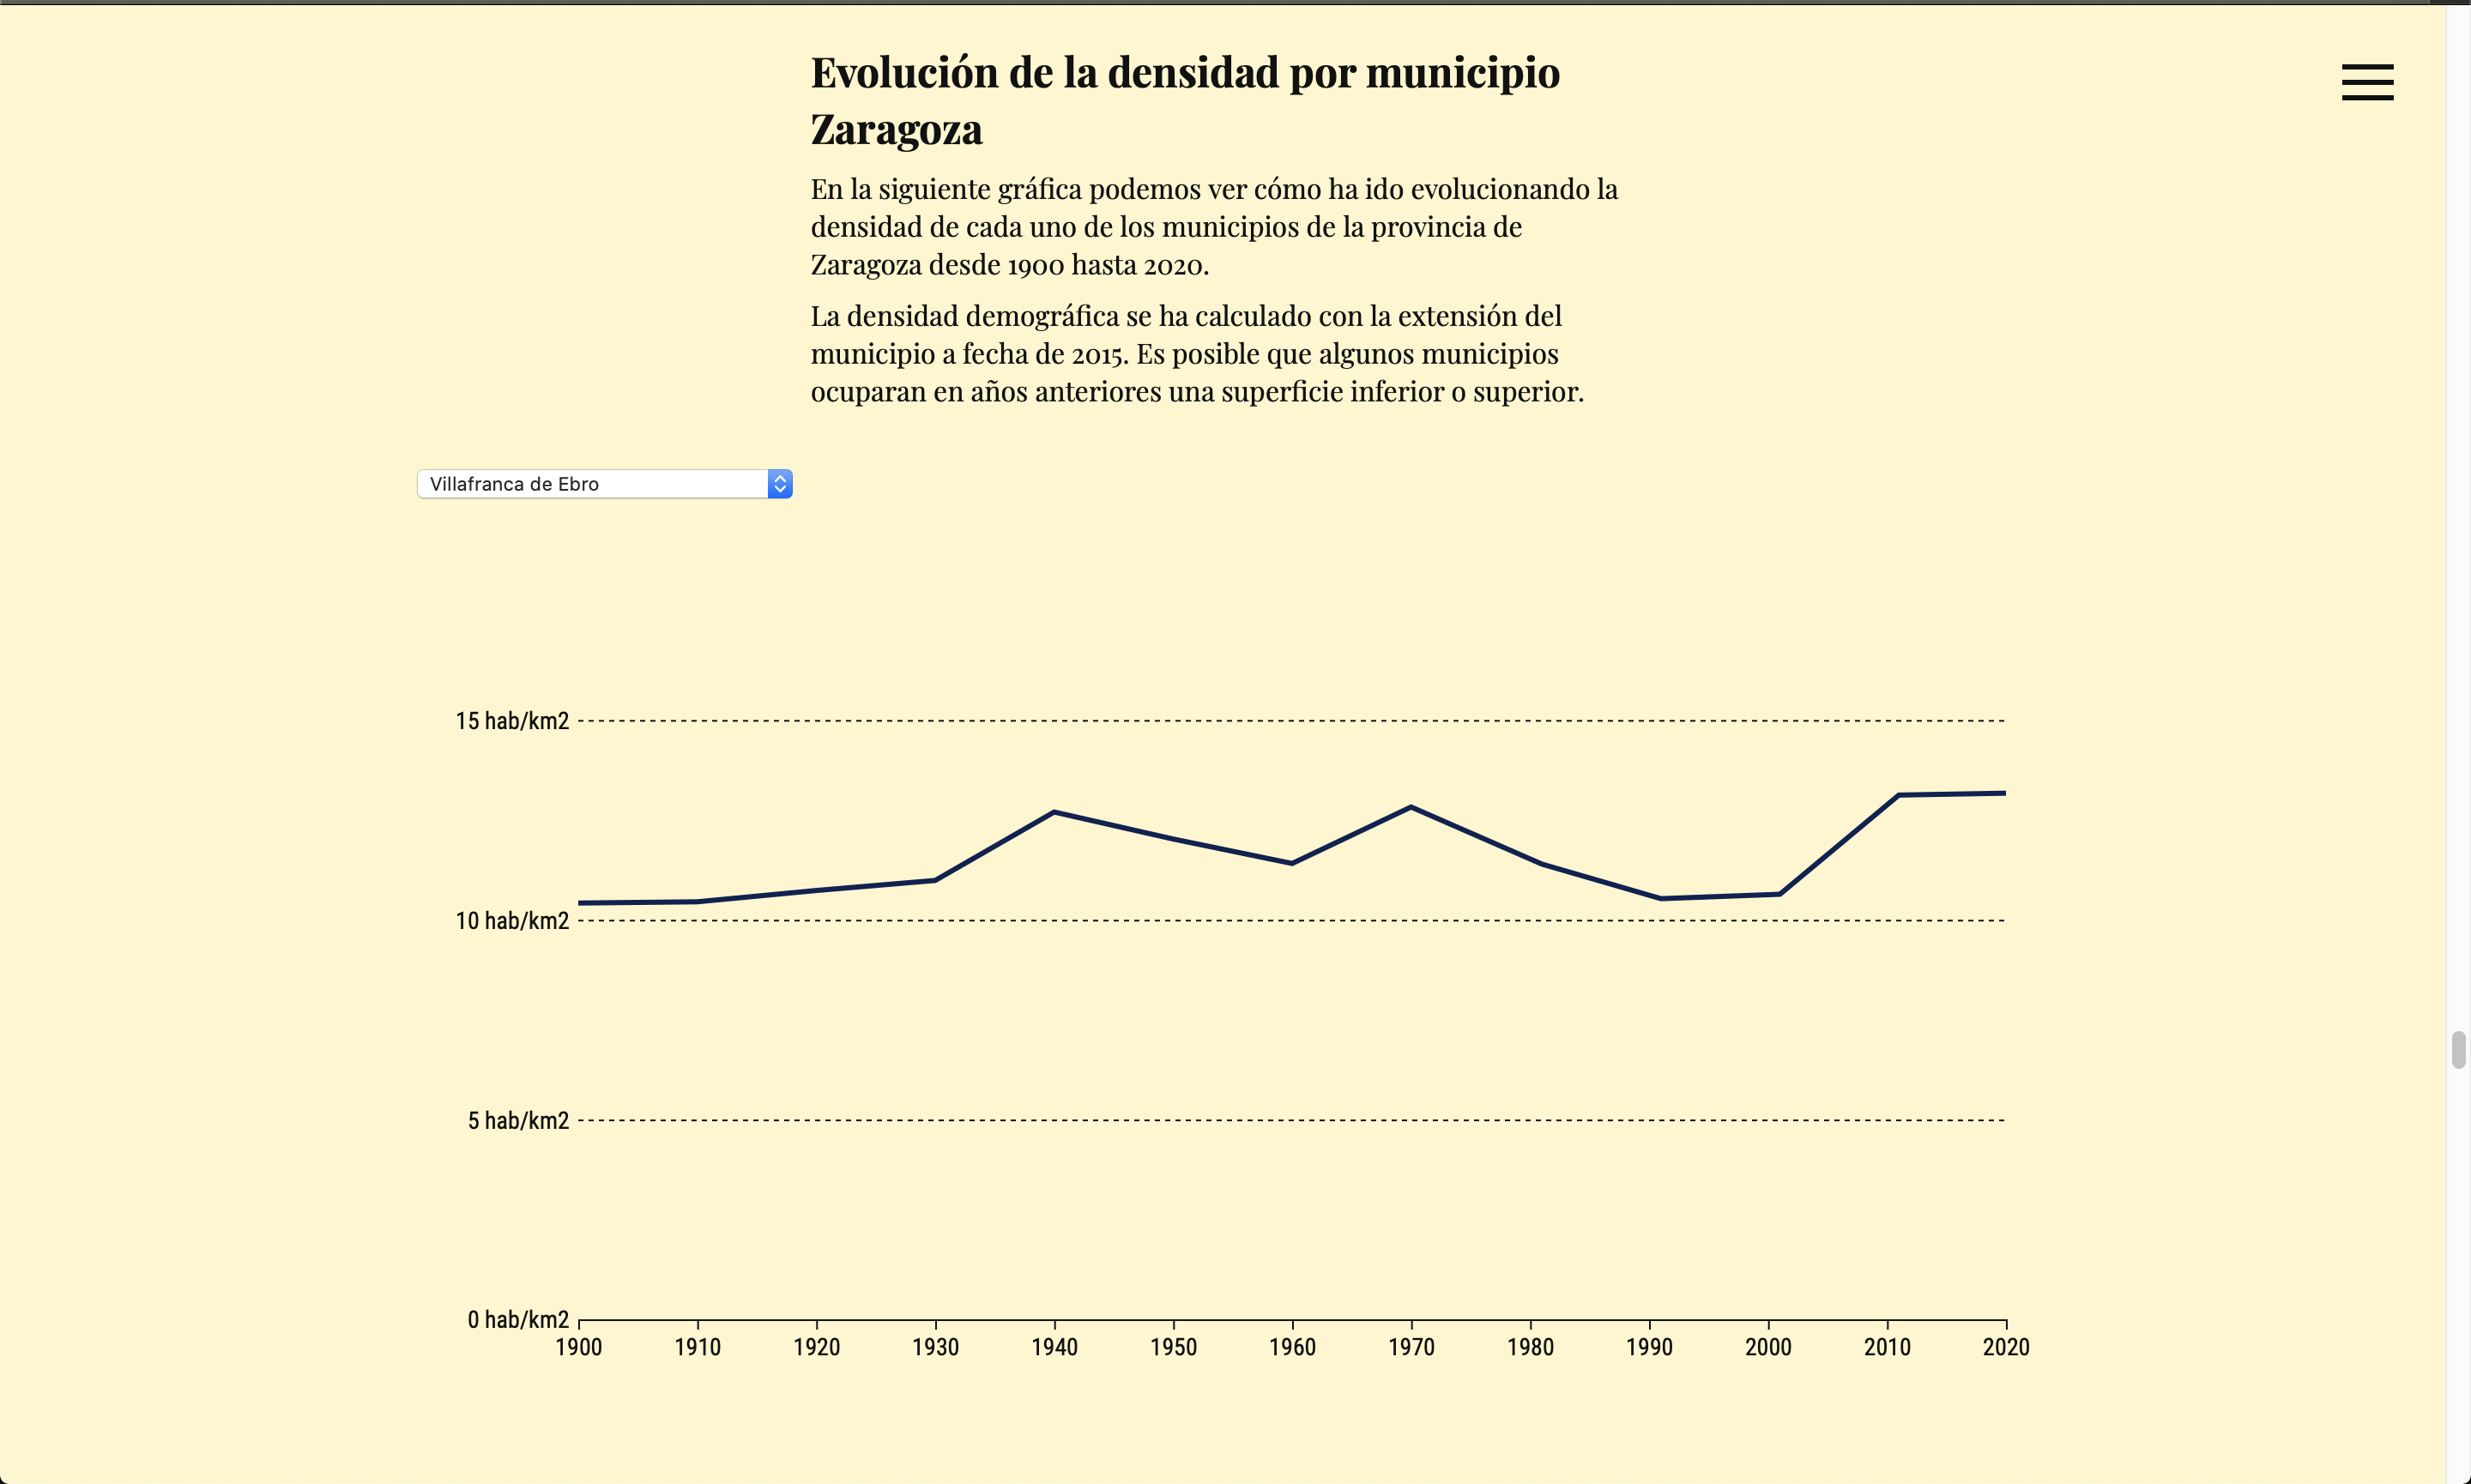 Evolución de la densidad por municipio
Zaragoza
En la siguiente gráfica podemos ver cómo ha ido evolucionando la
densidad de cada uno de los municipios de la provincia de
Zaragoza desde 1900 hasta 2020.
La densidad demográfica se ha calculado con la extensión del
municipio a fecha de 2015. Es posible que algunos municipios
ocuparan en años anteriores una superficie inferior o superior.
Villafranca de Ebro
15 hab/km2
10 hab/km2
5 hab/km2
0 hab/km2
1900 1910 1920 1930 1940 1950 1960 1970 1980 1990 2000 2010 2020